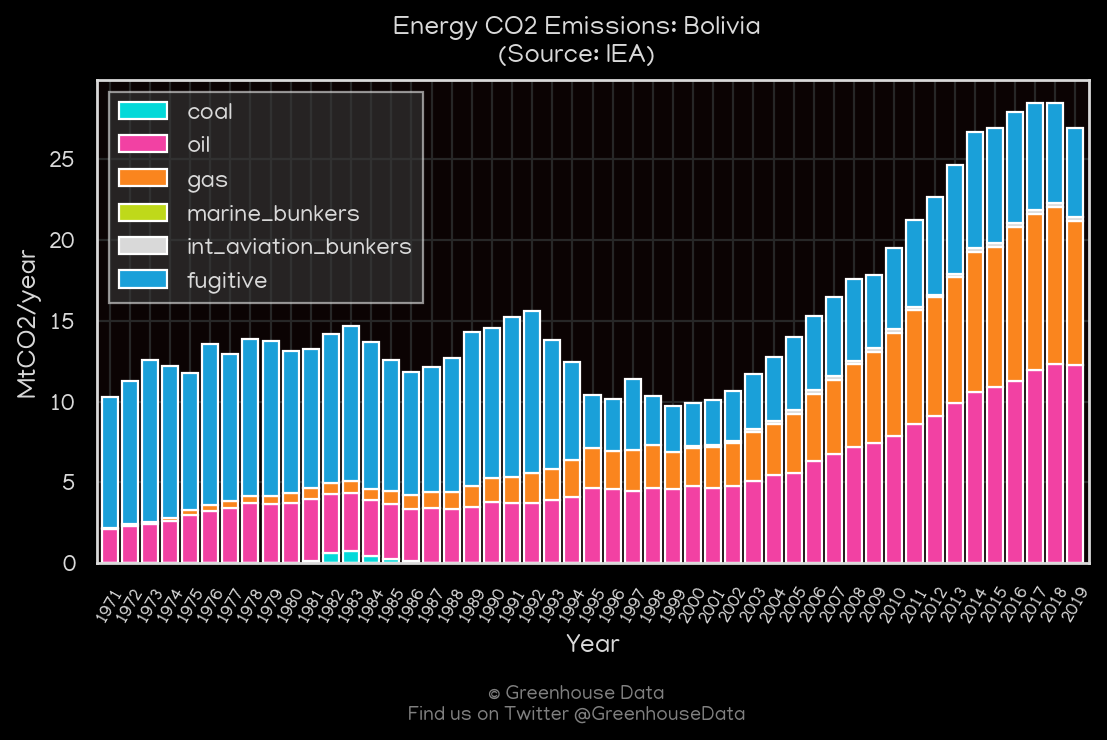 Energy CO2 Emissions: Bolivia
(Source: IEA)
coal
oil
gas
marine_bunkers
int_aviation_bunkers
fugitive
MtCO2/year
25
20
15
10
5
0
1971 1972 1973 1974 1975 1976 1977 1978 1979 1980 1981 1982 1983 1984 1985 1986 1987 1988 1989 1990 1991 1992 1993 1994 1995 1996 1997 1998 1999 2000 2001 2002 2003 2004 2005 2006 2007 2008 2009 2010 2011 2012 2013 2014 2015 2016 2017 2018 2019
Year
© Greenhouse Data
Find us on Twitter @GreenhouseData